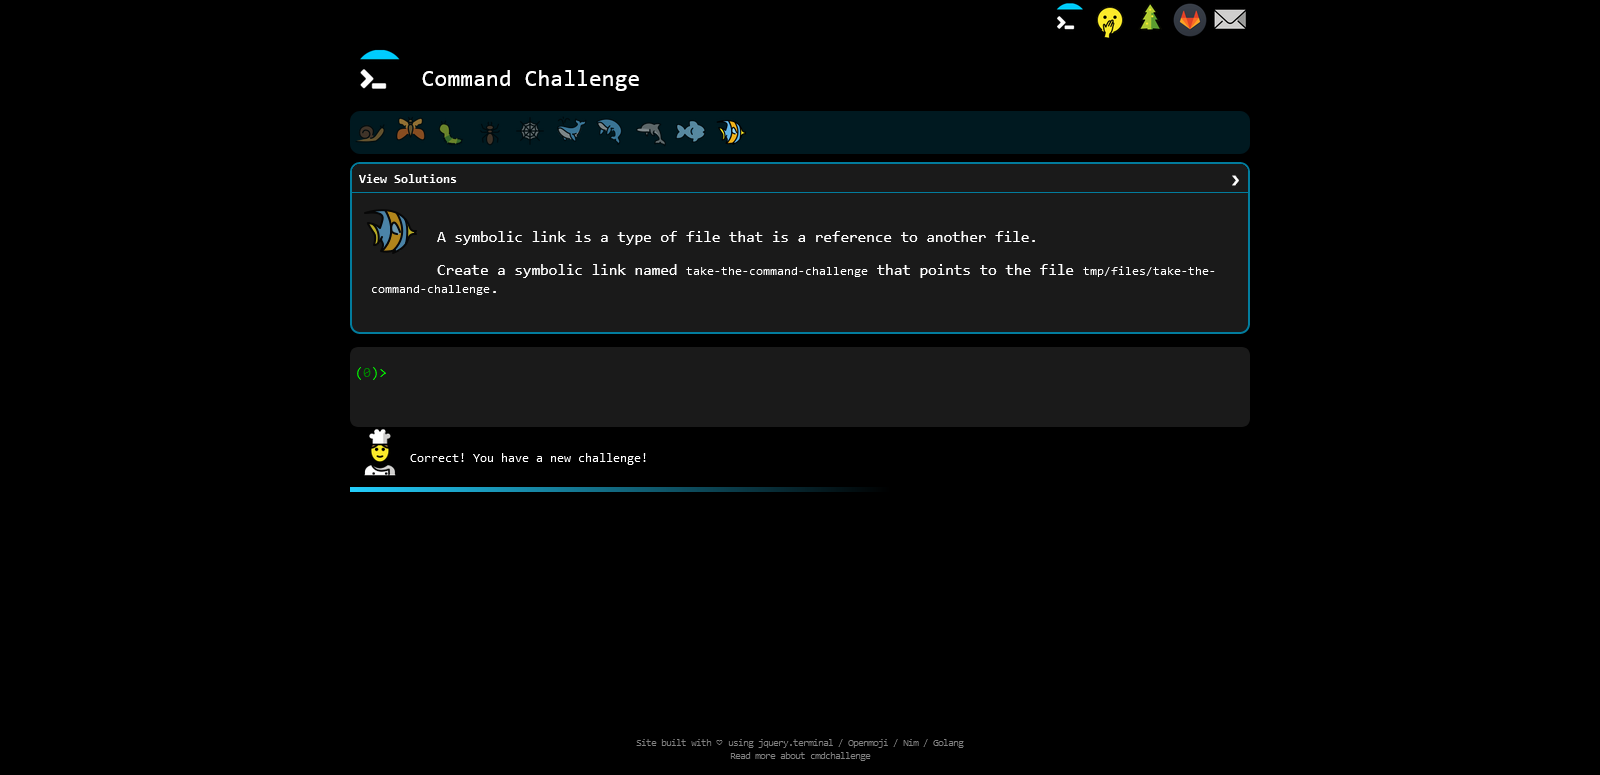 Command Challenge
View Solutions
A symbolic link is a type of file that is a reference to another file.
Create a symbolic link named take-the-command-challenge that points to the file tmp/files/take-the-
command-challenge.
(0)>
Correct! You have a new challenge!
Site built with ♡ using jquery.terminal / Openmoji / Nim / Golang
Read more about cmdchallenge